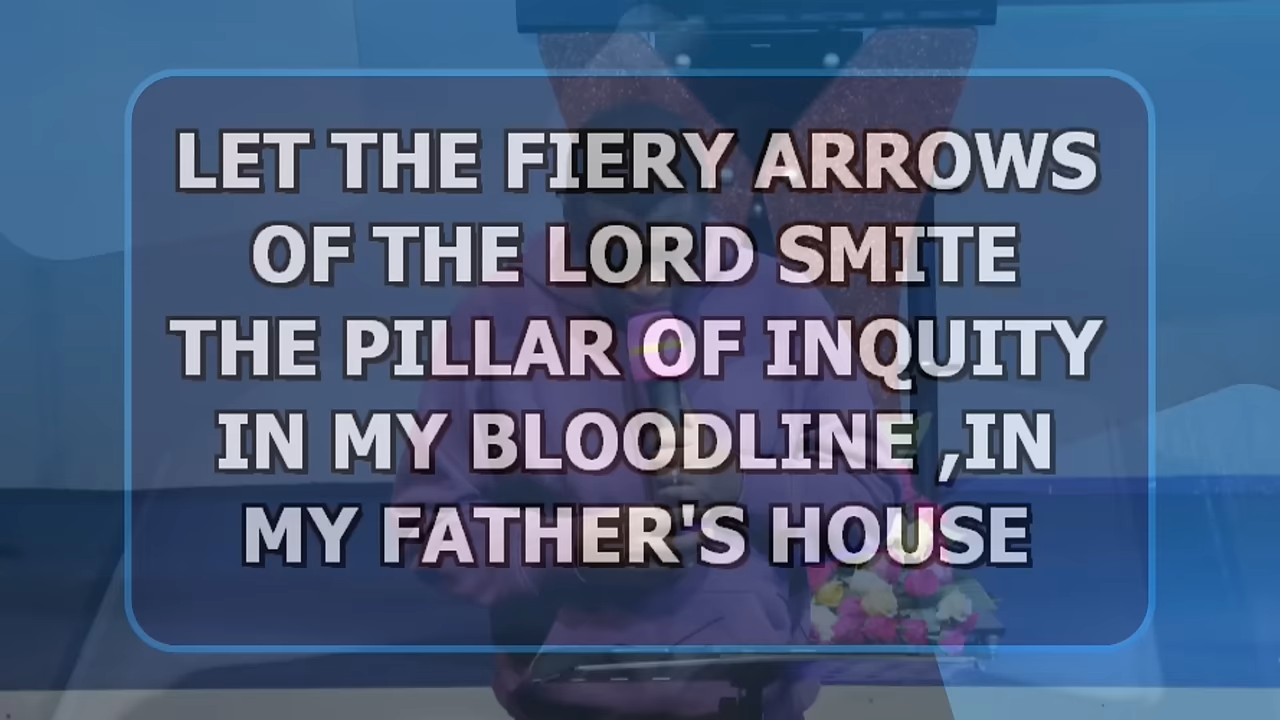 LET THE FIERY ARROWS
OF THE LORD SMITE
THE PILLAR OF INQUITY
IN MY BLOODLINE ,IN
MY FATHER'S HOUSE